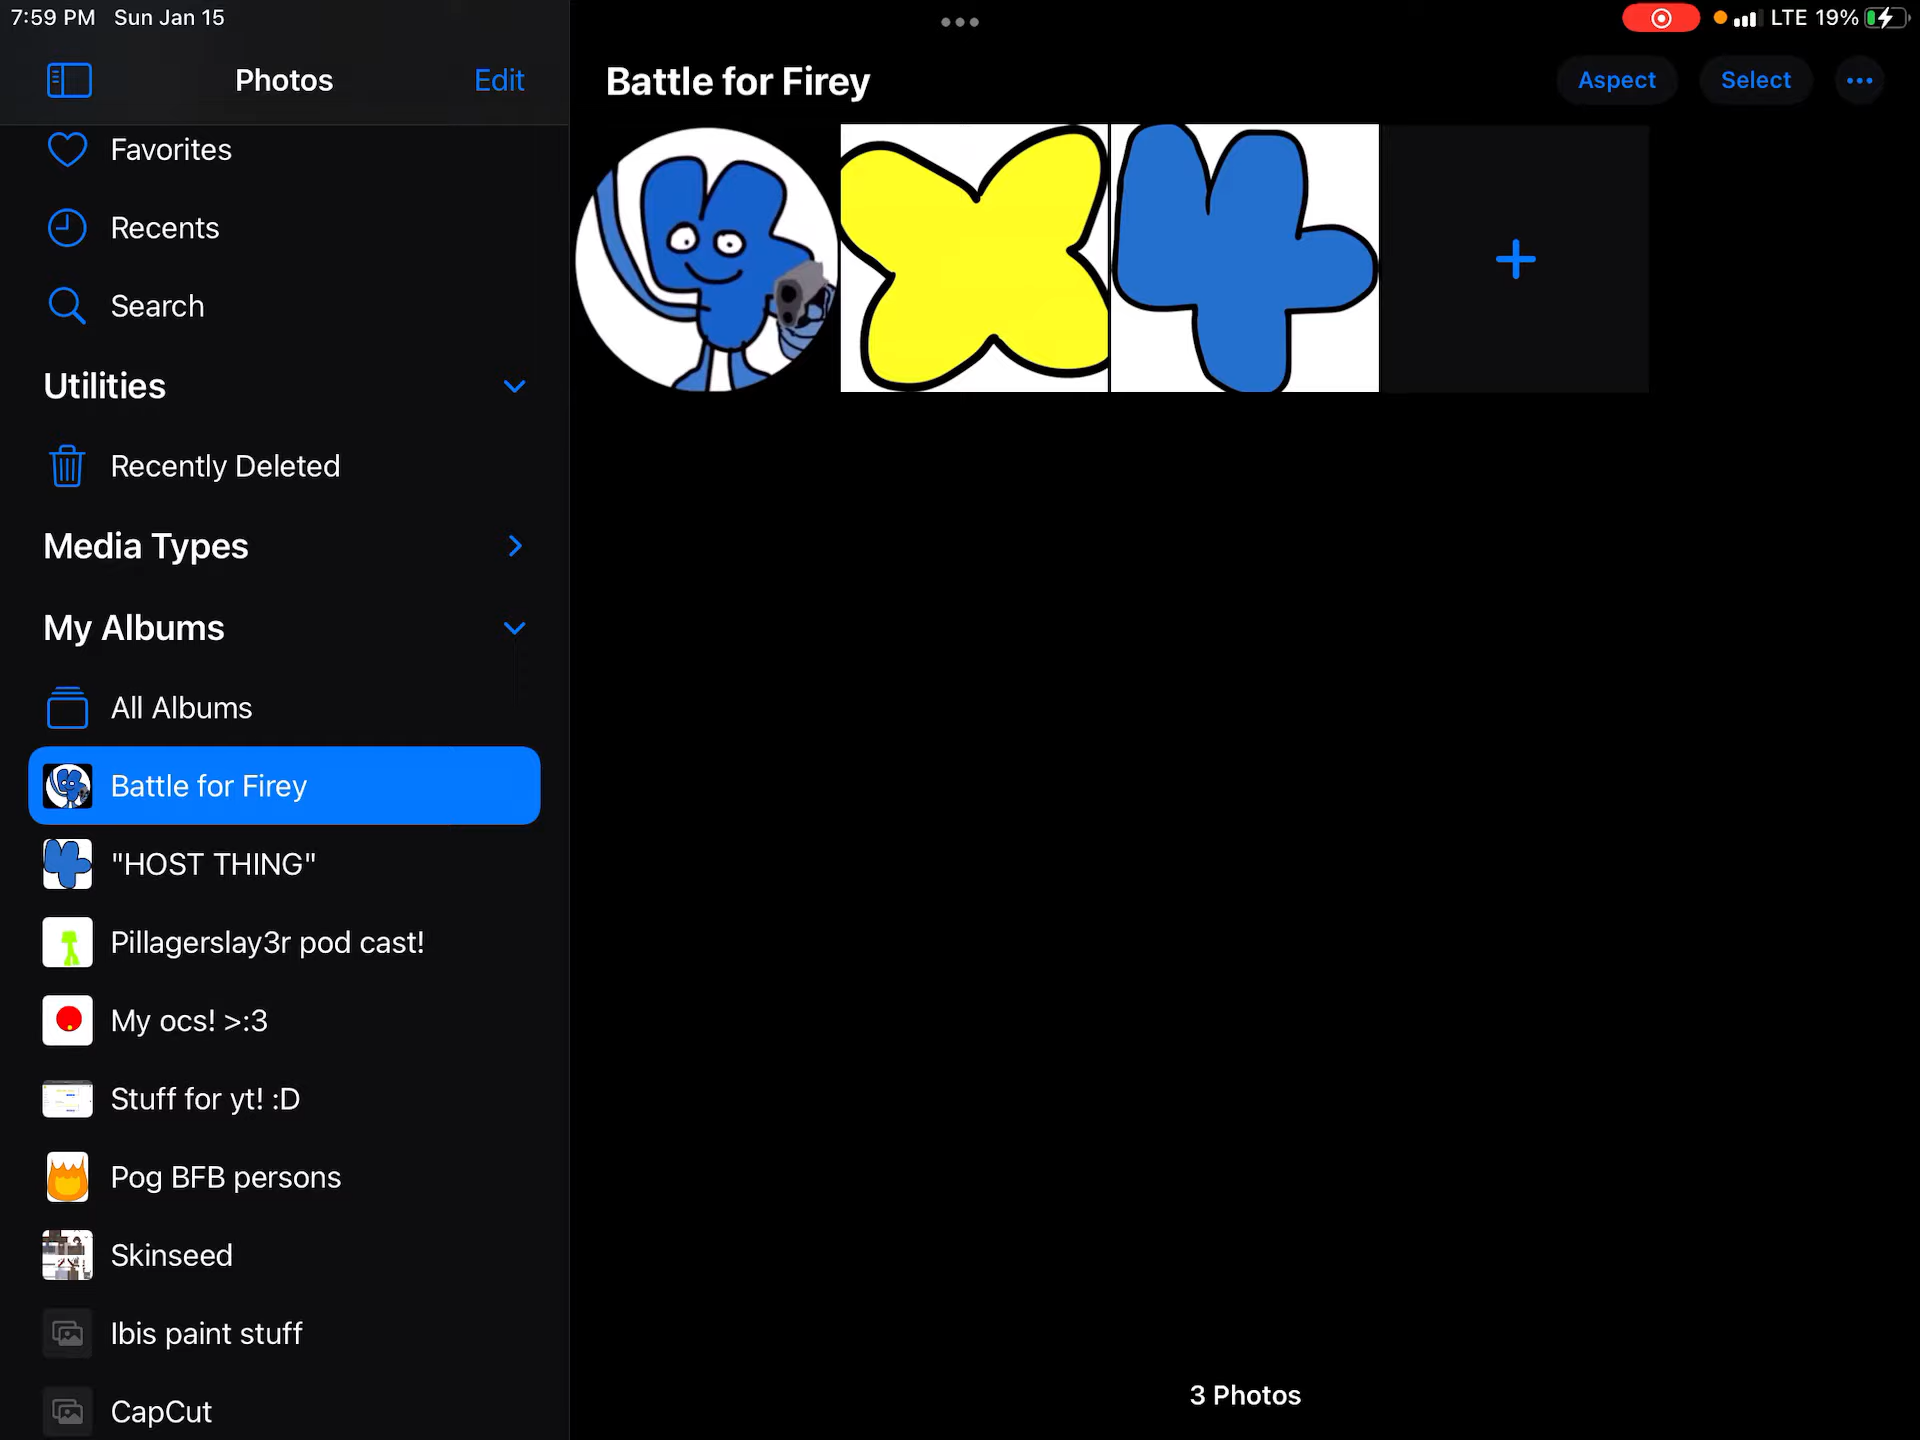 7:59 PM Sun Jan 15
LTE 19%
Photos
Edit
Favorites
Recents
Search
Utilities
Recently Deleted
Media Types
My Albums
All Albums
Battle for Firey
"HOST THING"
Pillagerslay3r pod cast!
My ocs! >:3
Stuff for yt! :D
Pog BFB persons
Skinseed
Ibis paint stuff
CapCut
Battle for Firey
Aspect
Select
3 Photos